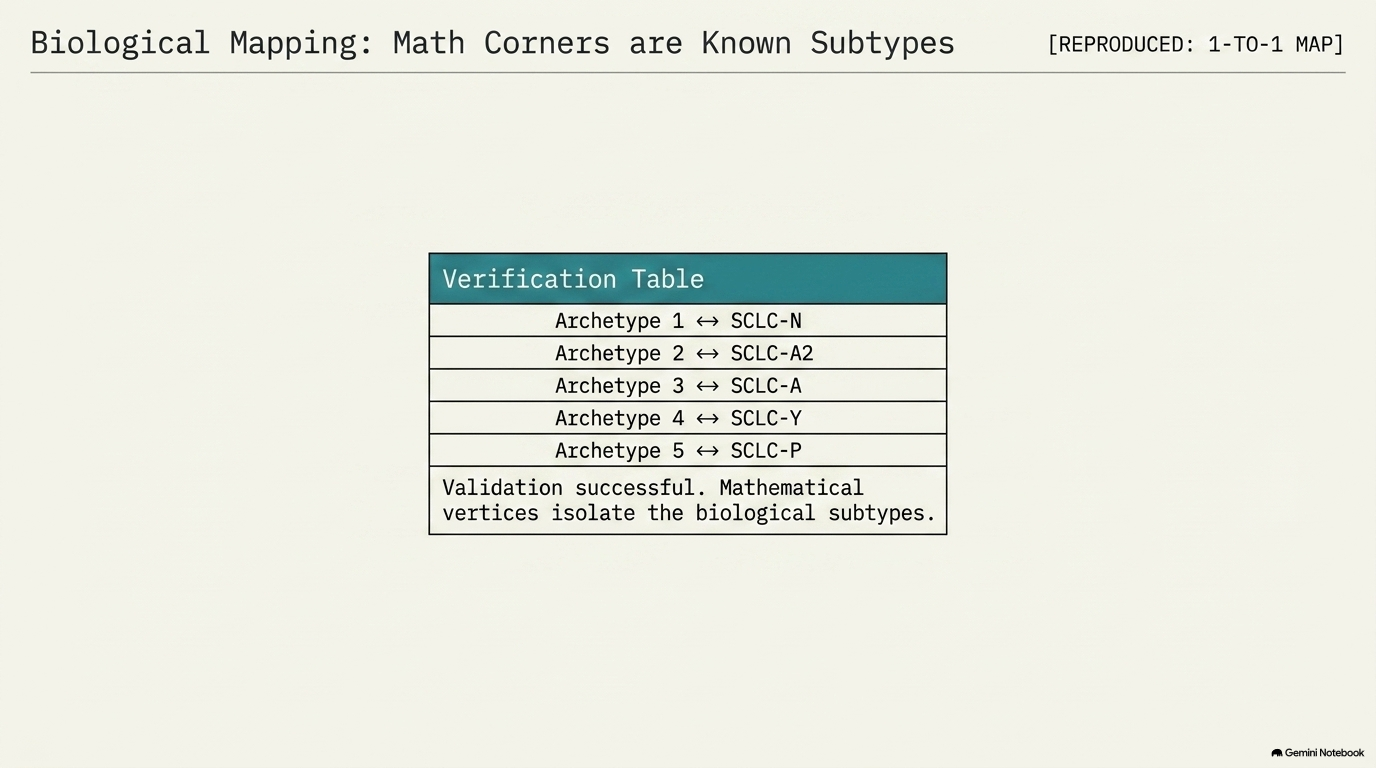 Biological Mapping: Math Corners are Known Subtypes
[REPRODUCED: 1-TO-1 MAP]
Verification Table
Archetype 1 ↔ SCLC-N
Archetype 2 ↔ SCLC-A2
Archetype 3 ↔ SCLC-A
Archetype 4 ↔ SCLC-Y
Archetype 5 ↔ SCLC-P
Validation successful. Mathematical
vertices isolate the biological subtypes.
Gemini Notebook